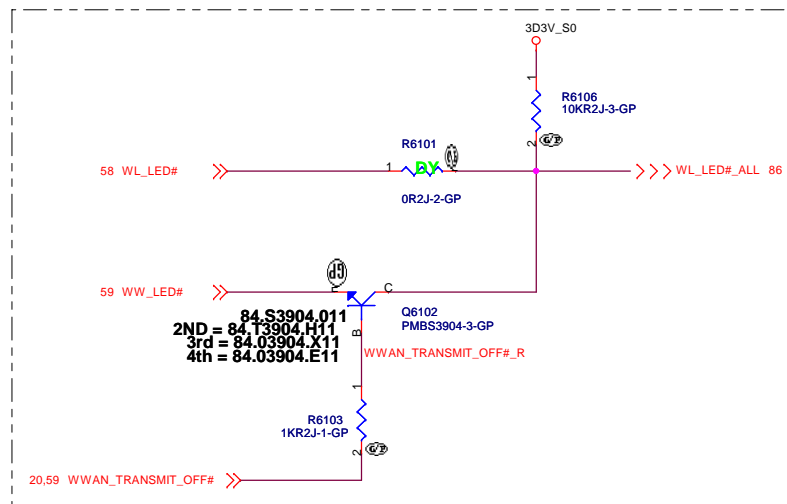 3D3V_S0
1
R6106
10KR2J-3-GP
2 G/P
R6101
58 WL_LED#
1
DY
WL_LED#_ALL 86
0R2J-2-GP
GP
59 WW_LED#
C
84.S3904.011
2ND = 84.T3904.H11
3rd = 84.03904.X11
4th = 84.03904.E11
Q6102
PMBS3904-3-GP
B
WWAN_TRANSMIT_OFF#_R
1
R6103
1KR2J-1-GP
2 G/P
20,59 WWAN_TRANSMIT_OFF#